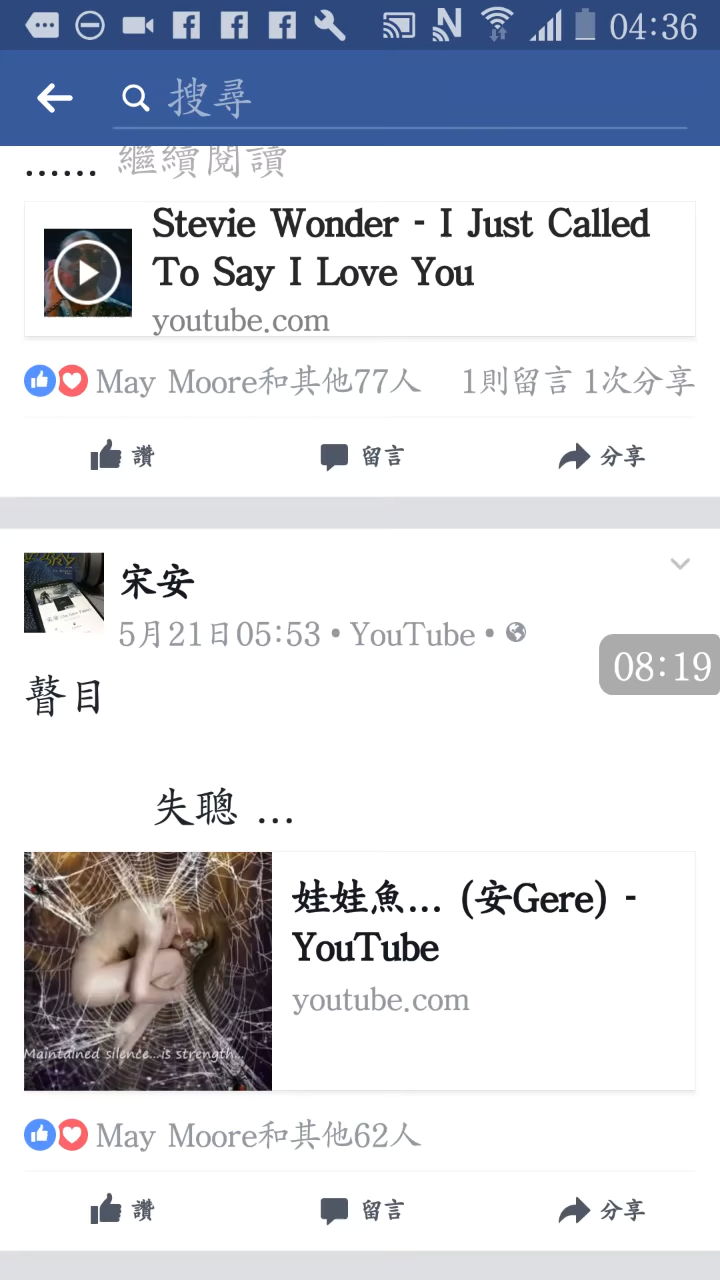 04:36
搜尋
...... 繼續閱讀
Stevie Wonder - I Just Called
To Say I Love You
youtube.com
May Moore和其他77人 1則留言 1次分享
讚 留言 分享
宋安
5月21日05:53 • YouTube •
08:19
瞽目
失聰 ...
娃娃魚... (安Gere) -
YouTube
youtube.com
Maintained silence...is strength...
May Moore和其他62人
讚 留言 分享